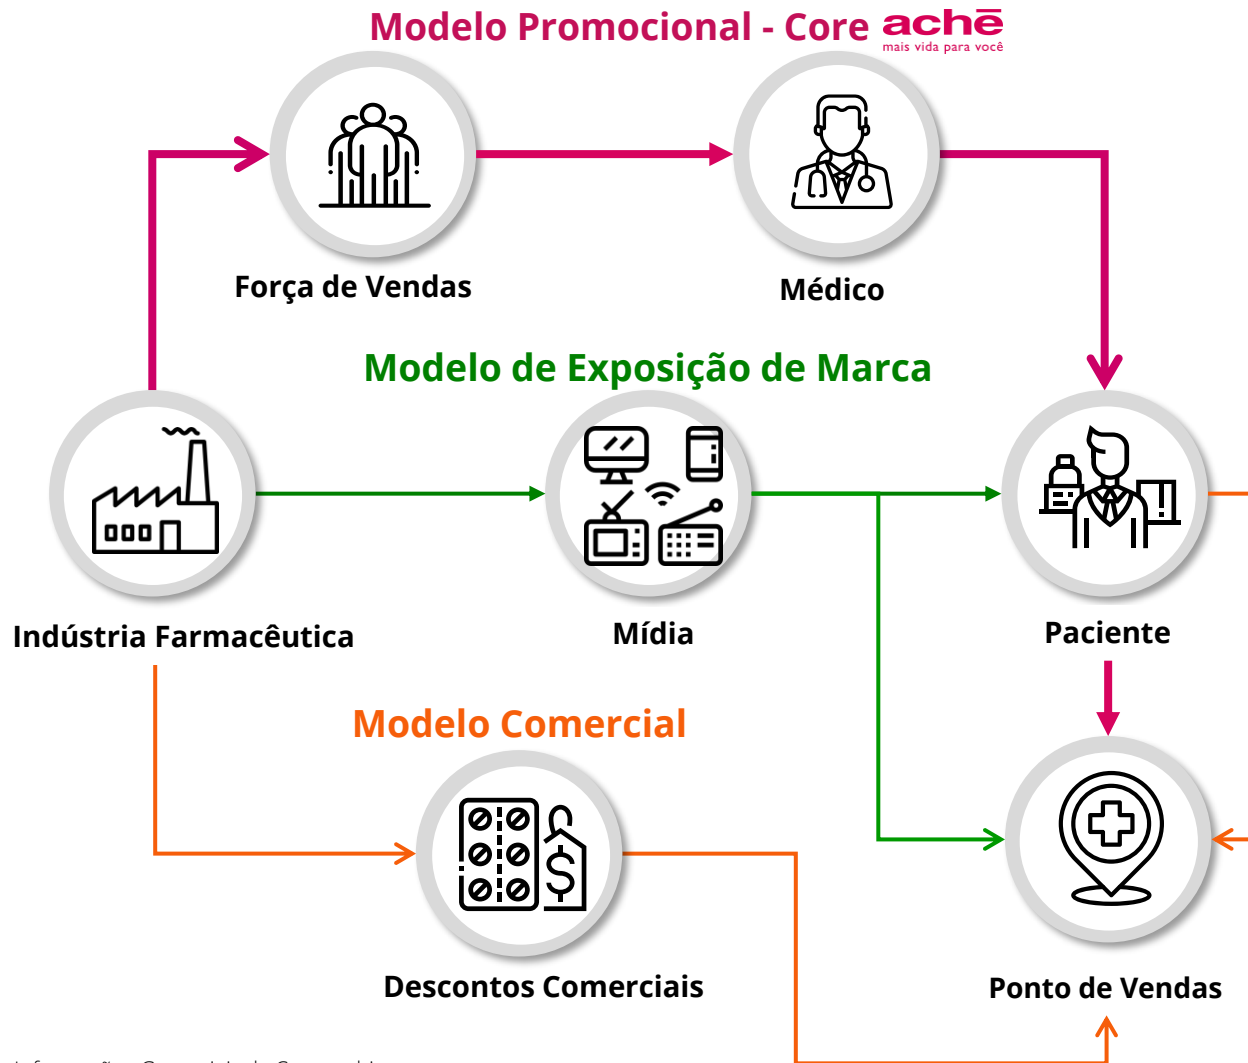 Modelo Promocional - Core achē
mais vida para você
Força de Vendas
Médico
Modelo de Exposição de Marca
Indústria Farmacêutica
Mídia
Paciente
Modelo Comercial
$
Descontos Comerciais
Ponto de Vendas